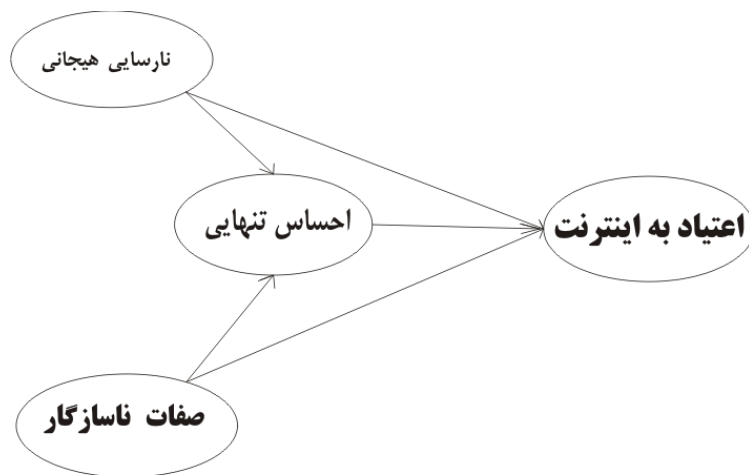 نارسایی هیجانی
احساس تنهایی
اعتیاد به اینترنت
صفات ناسازگار